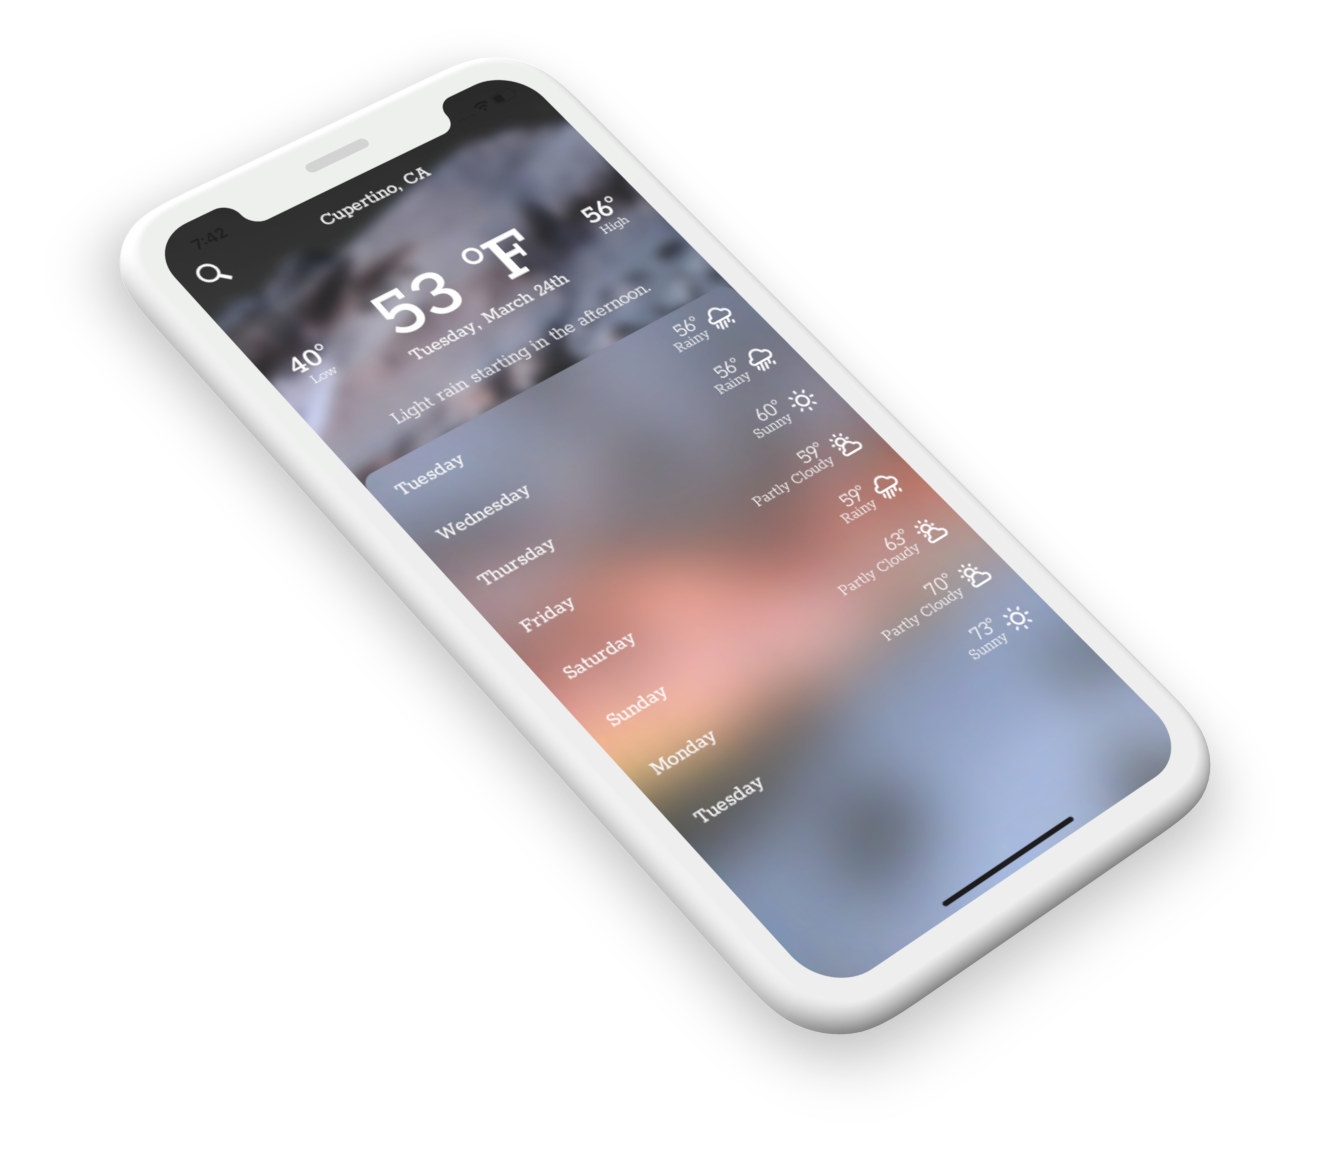 7:42
Cupertino, CA
53 °F
Tuesday, March 24th
40°
Low
56°
High
Light rain starting in the afternoon.
Tuesday
56°
Rainy
Wednesday
56°
Rainy
Thursday
60°
Sunny
Friday
59°
Partly Cloudy
Saturday
59°
Rainy
Sunday
63°
Partly Cloudy
Monday
70°
Partly Cloudy
Tuesday
73°
Sunny